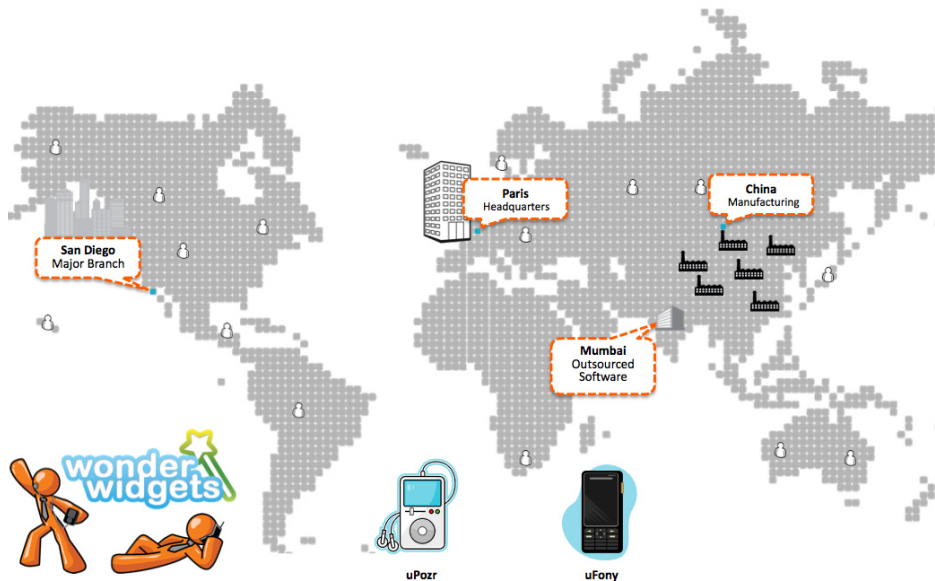 Paris
Headquarters
China
Manufacturing
San Diego
Major Branch
Mumbai
Outsourced
Software
wonder
widgets
uPozr
uFony